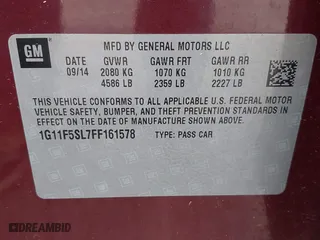 GM
MFD BY GENERAL MOTORS LLC
DATE GVWR GAWR FRT GAWR RR
09/14 2080 KG 1070 KG 1010 KG
4586 LB 2359 LB 2227 LB
THIS VEHICLE CONFORMS TO ALL APPLICABLE U.S. FEDERAL MOTOR
VEHICLE SAFETY, BUMPER, AND THEFT PREVENTION STANDARDS IN
EFFECT ON THE DATE OF MANUFACTURE SHOWN ABOVE.
1G11F5SL7FF161578 TYPE: PASS CAR
DREAMBID